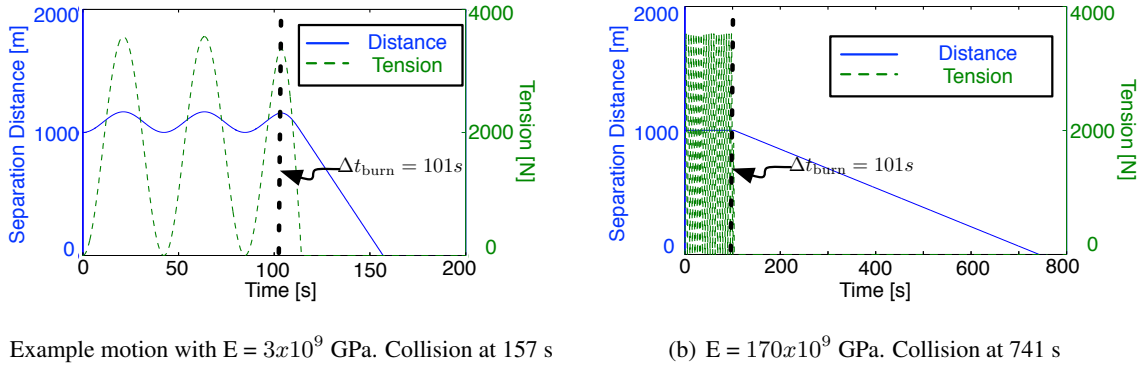 2000
1000
0
Separation Distance [m]
4000
2000
0
Tension [N]
Distance
Tension
Δt_burn = 101s
0 50 100 150 200
Time [s]
2000
1000
0
Separation Distance [m]
4000
2000
0
Tension [N]
Distance
Tension
Δt_burn = 101s
0 200 400 600 800
Time [s]
Example motion with E = 3x10^9 GPa. Collision at 157 s
(b) E = 170x10^9 GPa. Collision at 741 s